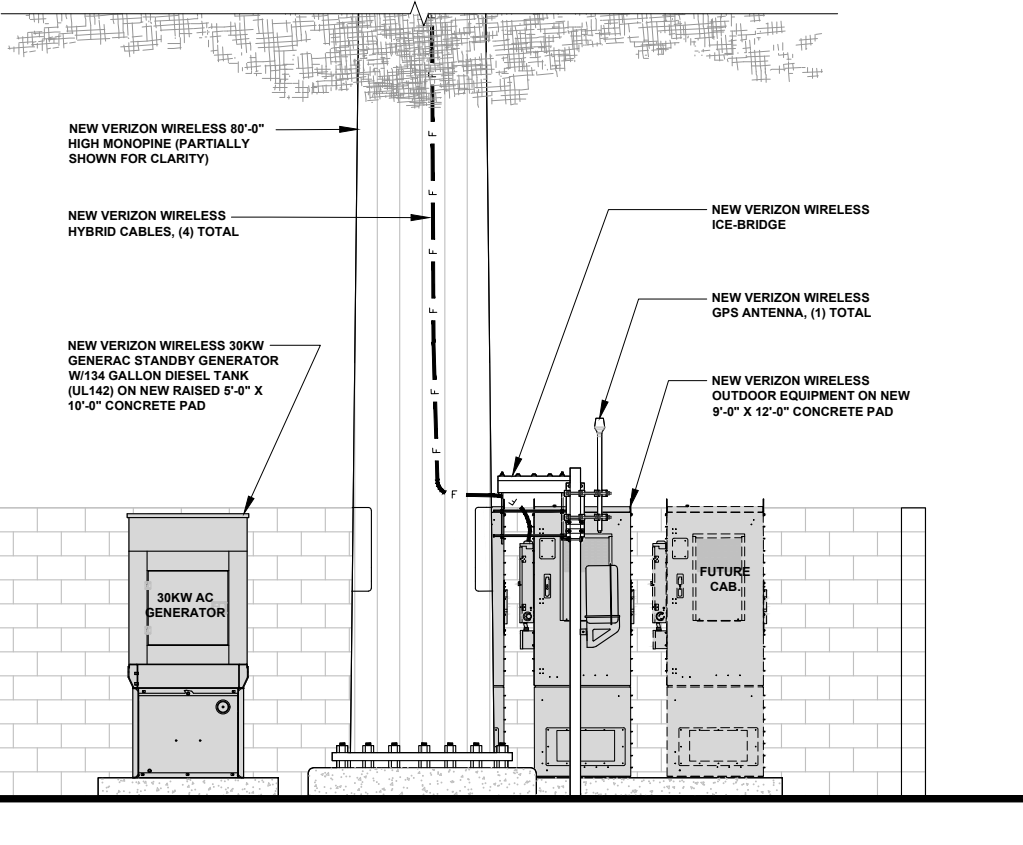 NEW VERIZON WIRELESS 80'-0"
HIGH MONOPINE (PARTIALLY
SHOWN FOR CLARITY)
NEW VERIZON WIRELESS
HYBRID CABLES, (4) TOTAL
NEW VERIZON WIRELESS 30KW
GENERAC STANDBY GENERATOR
W/134 GALLON DIESEL TANK
(UL142) ON NEW RAISED 5'-0" X
10'-0" CONCRETE PAD
F
F
F
F
F
F
F
F
F
NEW VERIZON WIRELESS
ICE-BRIDGE
NEW VERIZON WIRELESS
GPS ANTENNA, (1) TOTAL
NEW VERIZON WIRELESS
OUTDOOR EQUIPMENT ON NEW
9'-0" X 12'-0" CONCRETE PAD
30KW AC
GENERATOR
FUTURE
CAB.